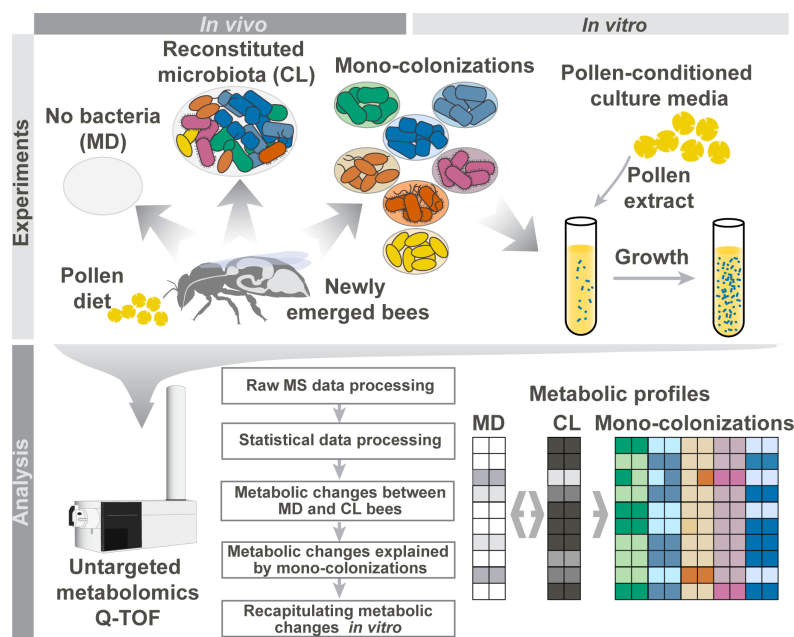 In vivo
In vitro
Experiments
No bacteria
(MD)
Reconstituted
microbiota (CL)
Mono-colonizations
Pollen-conditioned
culture media
Pollen
extract
Growth
Pollen
diet
Newly
emerged bees
Analysis
Untargeted
metabolomics
Q-TOF
Raw MS data processing
Statistical data processing
Metabolic changes between
MD and CL bees
Metabolic changes explained
by mono-colonizations
Recapitulating metabolic
changes in vitro
Metabolic profiles
MD CL Mono-colonizations